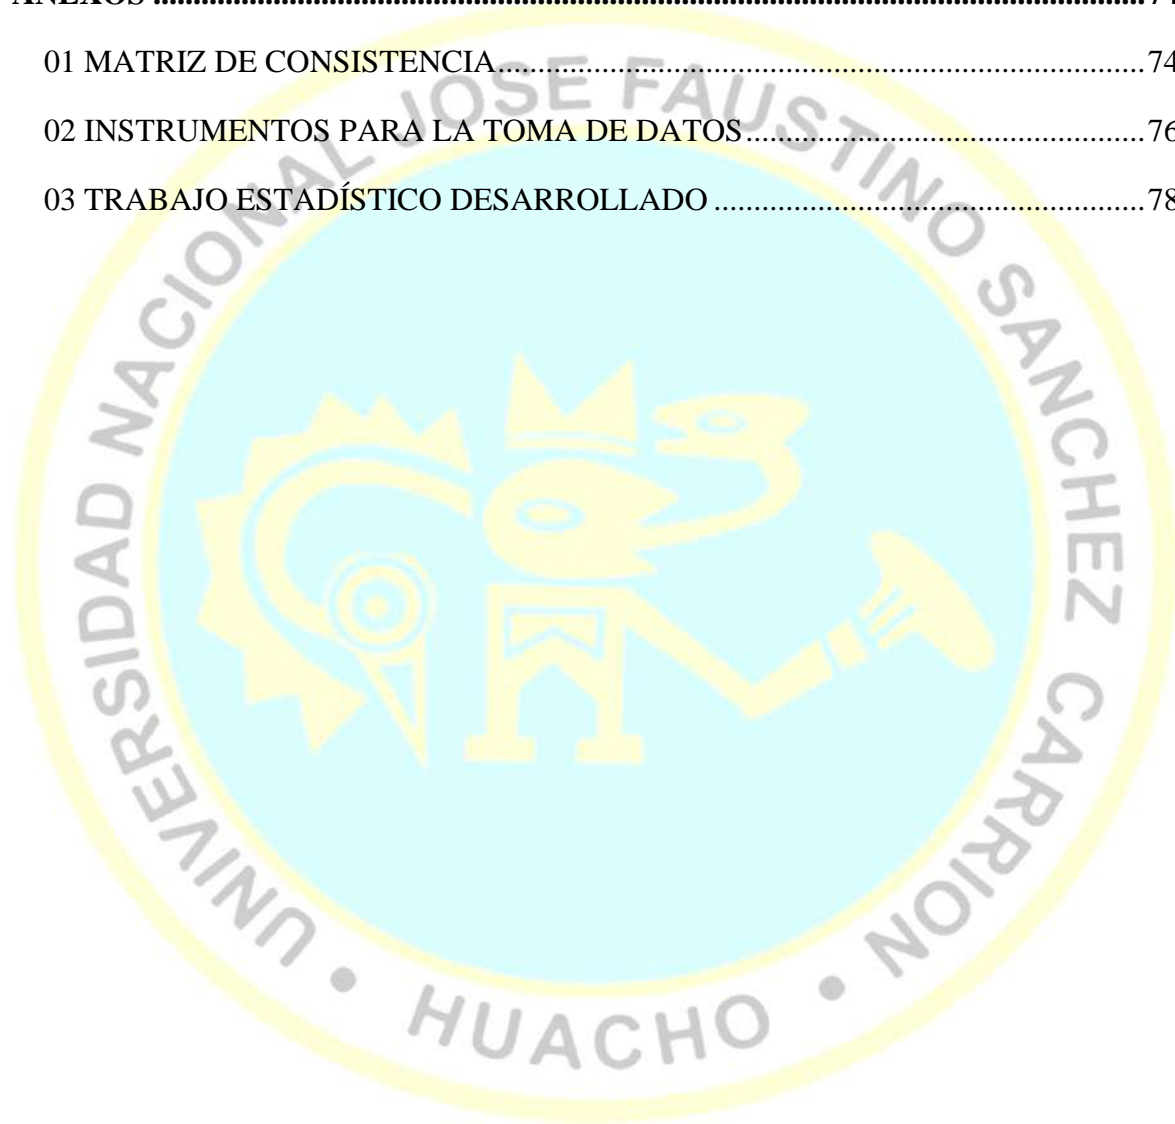 ANEXOS ........................................................................................................................ 74
01 MATRIZ DE CONSISTENCIA.................................................................................. 74
02 INSTRUMENTOS PARA LA TOMA DE DATOS .................................................. 76
03 TRABAJO ESTADÍSTICO DESARROLLADO ...................................................... 78
UNIVERSIDAD NACIONAL JOSE FAUSTINO SANCHEZ CARRION • HUACHO •